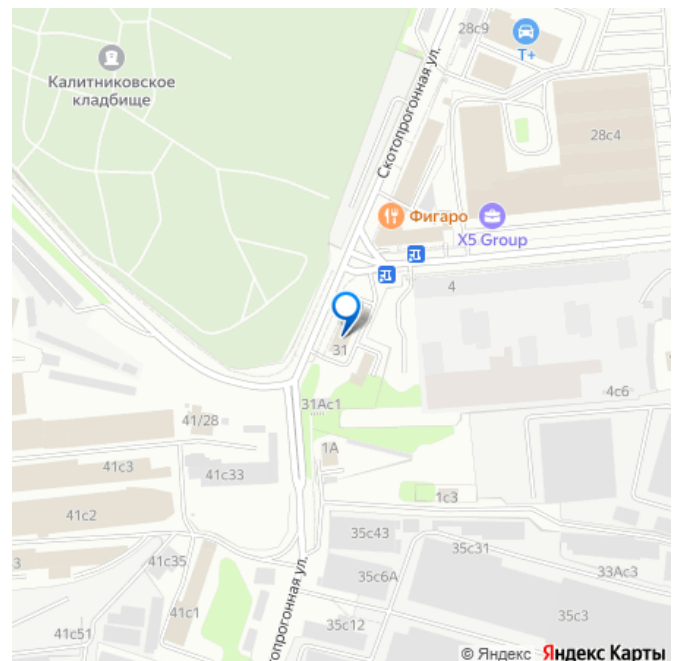 28с9
Т+
Калитниковское
кладбище
Скотопрогонная ул.
28с4
Фигаро
X5 Group
4
31
4с6
31Ас1
41/28
1А
41с3
41с33
1с3
41с2
35с43
35с31
3
41с35
35с6А
33Ас3
41с1
35с3
35с12
41с51
топрогонная ул.
© Яндекс Яндекс Карты